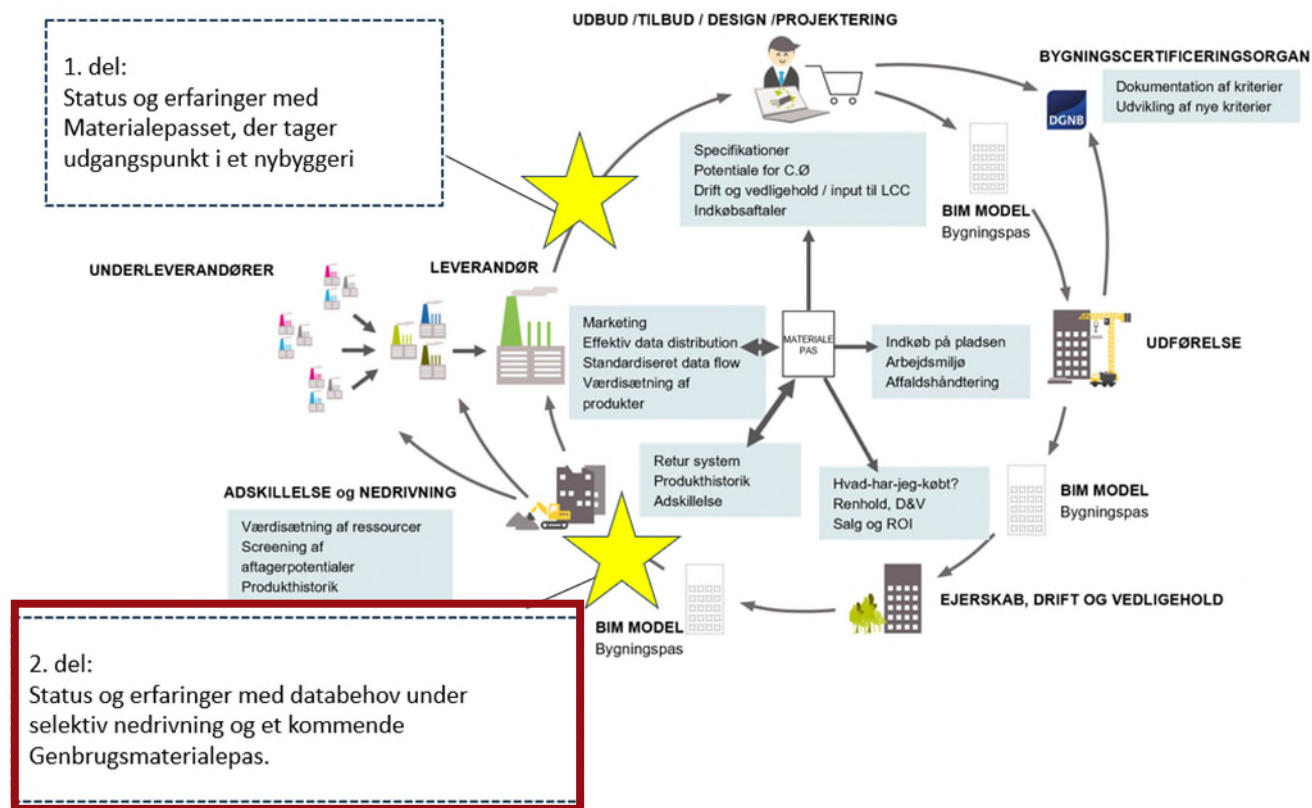 UDBUD /TILBUD / DESIGN /PROJEKTERING
1. del:
Status og erfaringer med
Materialepasset, der tager
udgangspunkt i et nybyggeri
BYGNINGSCERTIFICERINGSORGAN
DGNB
Dokumentation af kriterier
Udvikling af nye kriterier
Specifikationer
Potentiale for C.Ø
Drift og vedligehold / input til LCC
Indkøbsaftaler
BIM MODEL
Bygningspas
UNDERLEVERANDØRER
LEVERANDØR
Marketing
Effektiv data distribution
Standardiseret data flow
Værdisætning af
produkter
MATERIALE
PAS
Indkøb på pladsen
Arbejdsmiljø
Affaldshåndtering
UDFØRELSE
Retur system
Produkthistorik
Adskillelse
Hvad-har-jeg-købt?
Renhold, D&V
Salg og ROI
BIM MODEL
Bygningspas
ADSKILLELSE og NEDRIVNING
Værdisætning af ressourcer
Screening af
aftagerpotentialer
Produkthistorik
EJERSKAB, DRIFT OG VEDLIGEHOLD
BIM MODEL
Bygningspas
2. del:
Status og erfaringer med databehov under
selektiv nedrivning og et kommende
Genbrugsmaterialepas.